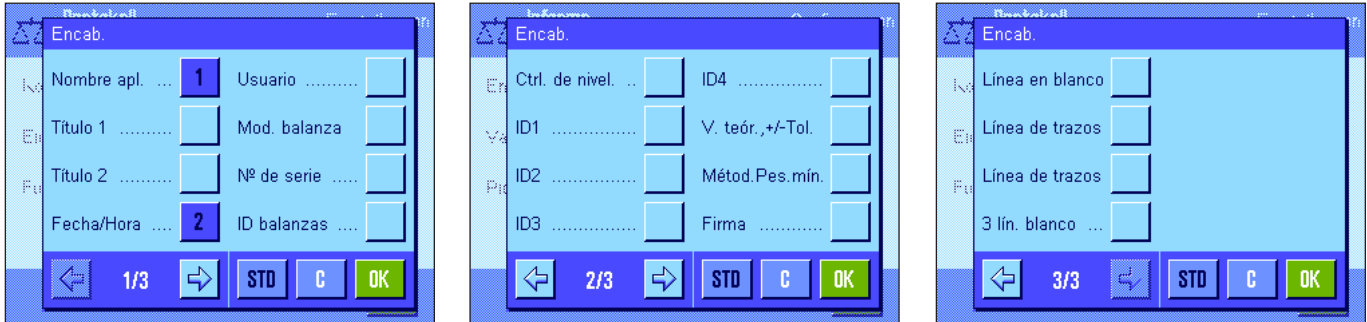 Encab.
Nombre apl. ... 1 Usuario ..........
Título 1 .......... Mod. balanza
Título 2 .......... Nº de serie .....
Fecha/Hora .... 2 ID balanzas ....
1/3 STD C OK
Encab.
Ctrl. de nivel. .. ID4 ...............
ID1 ............... V. teór.,+/-Tol.
ID2 ............... Métod.Pes.mín.
ID3 ............... Firma ............
2/3 STD C OK
Encab.
Línea en blanco
Línea de trazos
Línea de trazos
3 lín. blanco ...
3/3 STD C OK